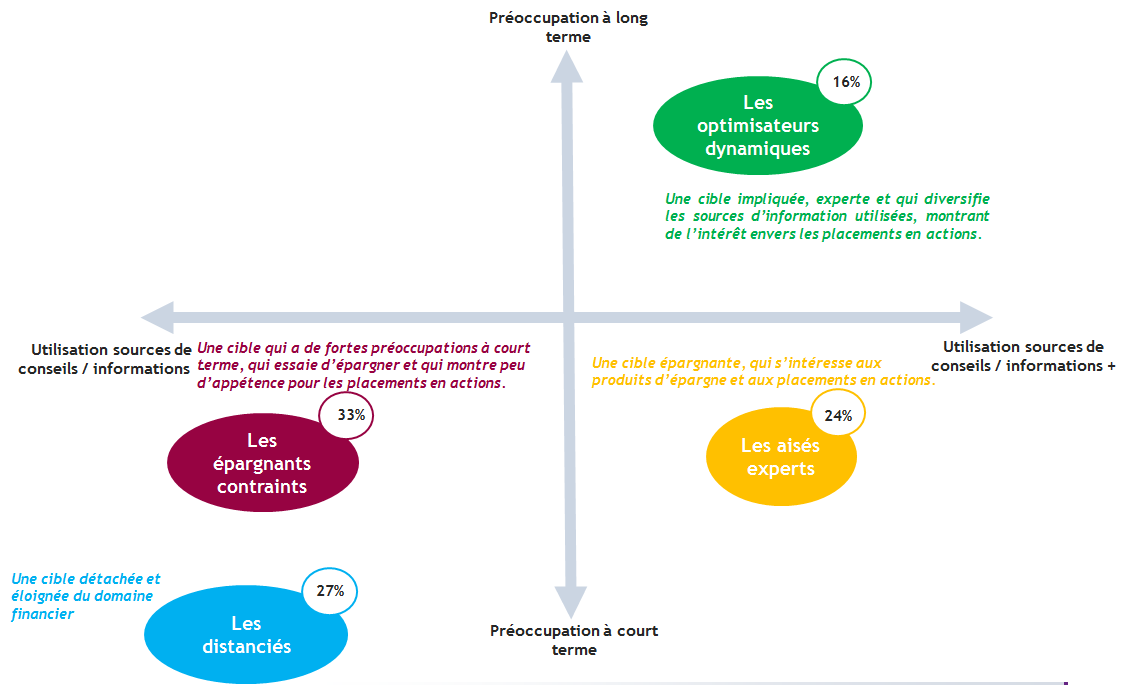 Préoccupation à long
terme
16%
Les
optimisateurs
dynamiques
Une cible impliquée, experte et qui diversifie
les sources d’information utilisées, montrant
de l’intérêt envers les placements en actions.
Utilisation sources de
conseils / informations
Une cible qui a de fortes préoccupations à court
terme, qui essaie d’épargner et qui montre peu
d’appétence pour les placements en actions.
Une cible épargnante, qui s’intéresse aux
produits d’épargne et aux placements en actions.
Utilisation sources de
conseils / informations +
33%
Les
épargnants
contraints
24%
Les aisés
experts
Une cible détachée et
éloignée du domaine
financier
27%
Les
distanciés
Préoccupation à court
terme